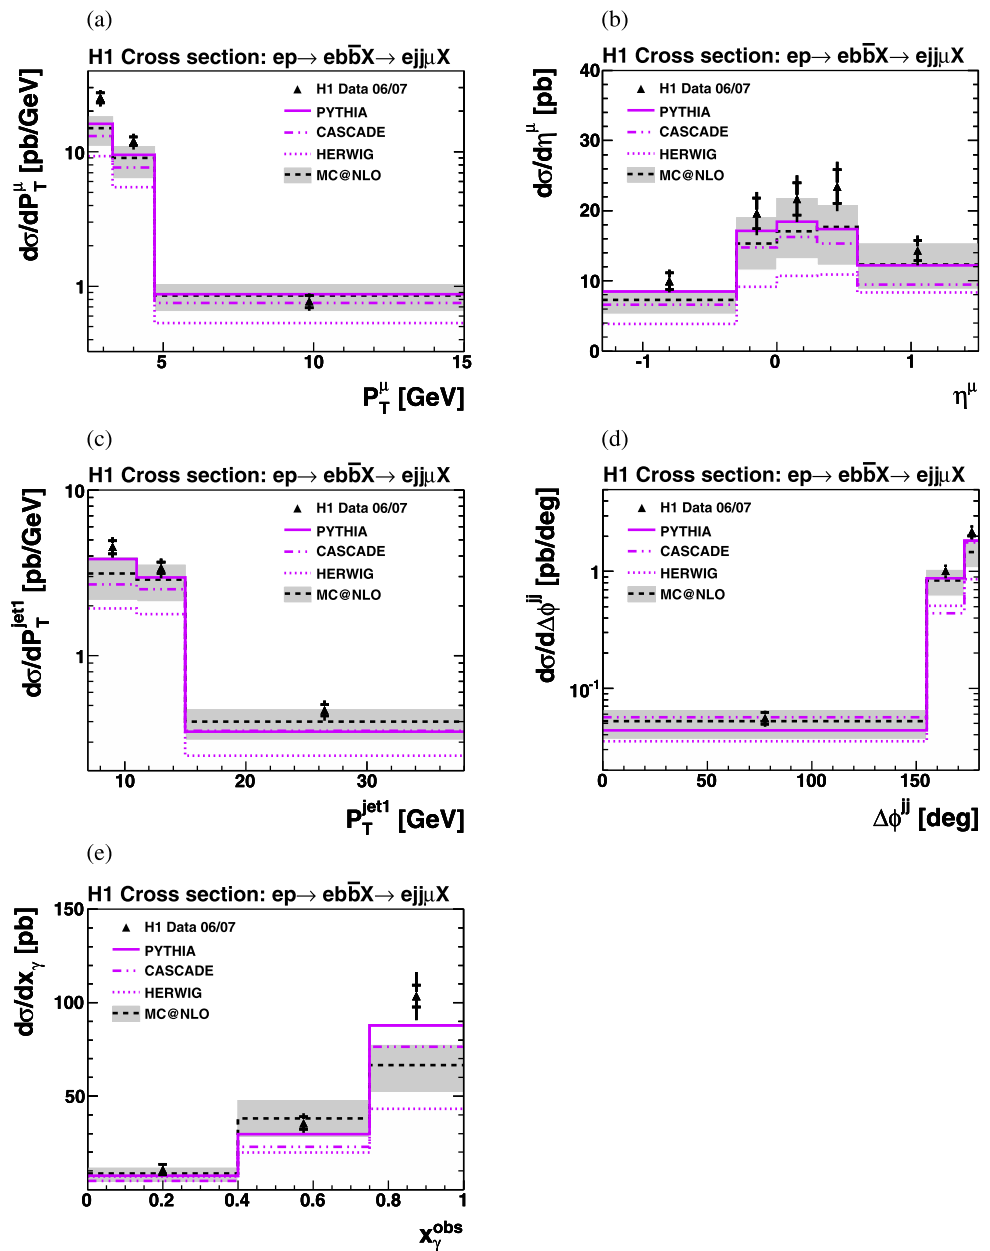 (a)
H1 Cross section: ep→ ebb̅X→ ejjμX
dσ/dP_T^μ [pb/GeV]
H1 Data 06/07
PYTHIA
CASCADE
HERWIG
MC@NLO
10
1
5 10 15
P_T^μ [GeV]
(b)
H1 Cross section: ep→ ebb̅X→ ejjμX
dσ/dη^μ [pb]
H1 Data 06/07
PYTHIA
CASCADE
HERWIG
MC@NLO
40
30
20
10
0
-1 0 1
η^μ
(c)
H1 Cross section: ep→ ebb̅X→ ejjμX
dσ/dP_T^jet1 [pb/GeV]
H1 Data 06/07
PYTHIA
CASCADE
HERWIG
MC@NLO
10
1
10 20 30
P_T^jet1 [GeV]
(d)
H1 Cross section: ep→ ebb̅X→ ejjμX
dσ/dΔϕ^jj [pb/deg]
H1 Data 06/07
PYTHIA
CASCADE
HERWIG
MC@NLO
1
10^-1
0 50 100 150
Δϕ^jj [deg]
(e)
H1 Cross section: ep→ ebb̅X→ ejjμX
dσ/dx_γ [pb]
H1 Data 06/07
PYTHIA
CASCADE
HERWIG
MC@NLO
150
100
50
0 0.2 0.4 0.6 0.8 1
x_γ^obs